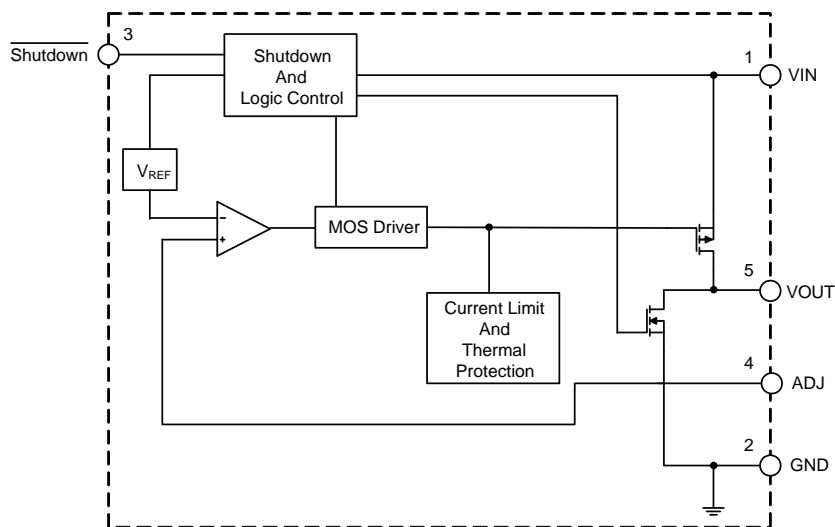 3
Shutdown
Shutdown
And
Logic Control
1
VIN
VREF
−
+
MOS Driver
5
VOUT
Current Limit
And
Thermal
Protection
4
ADJ
2
GND